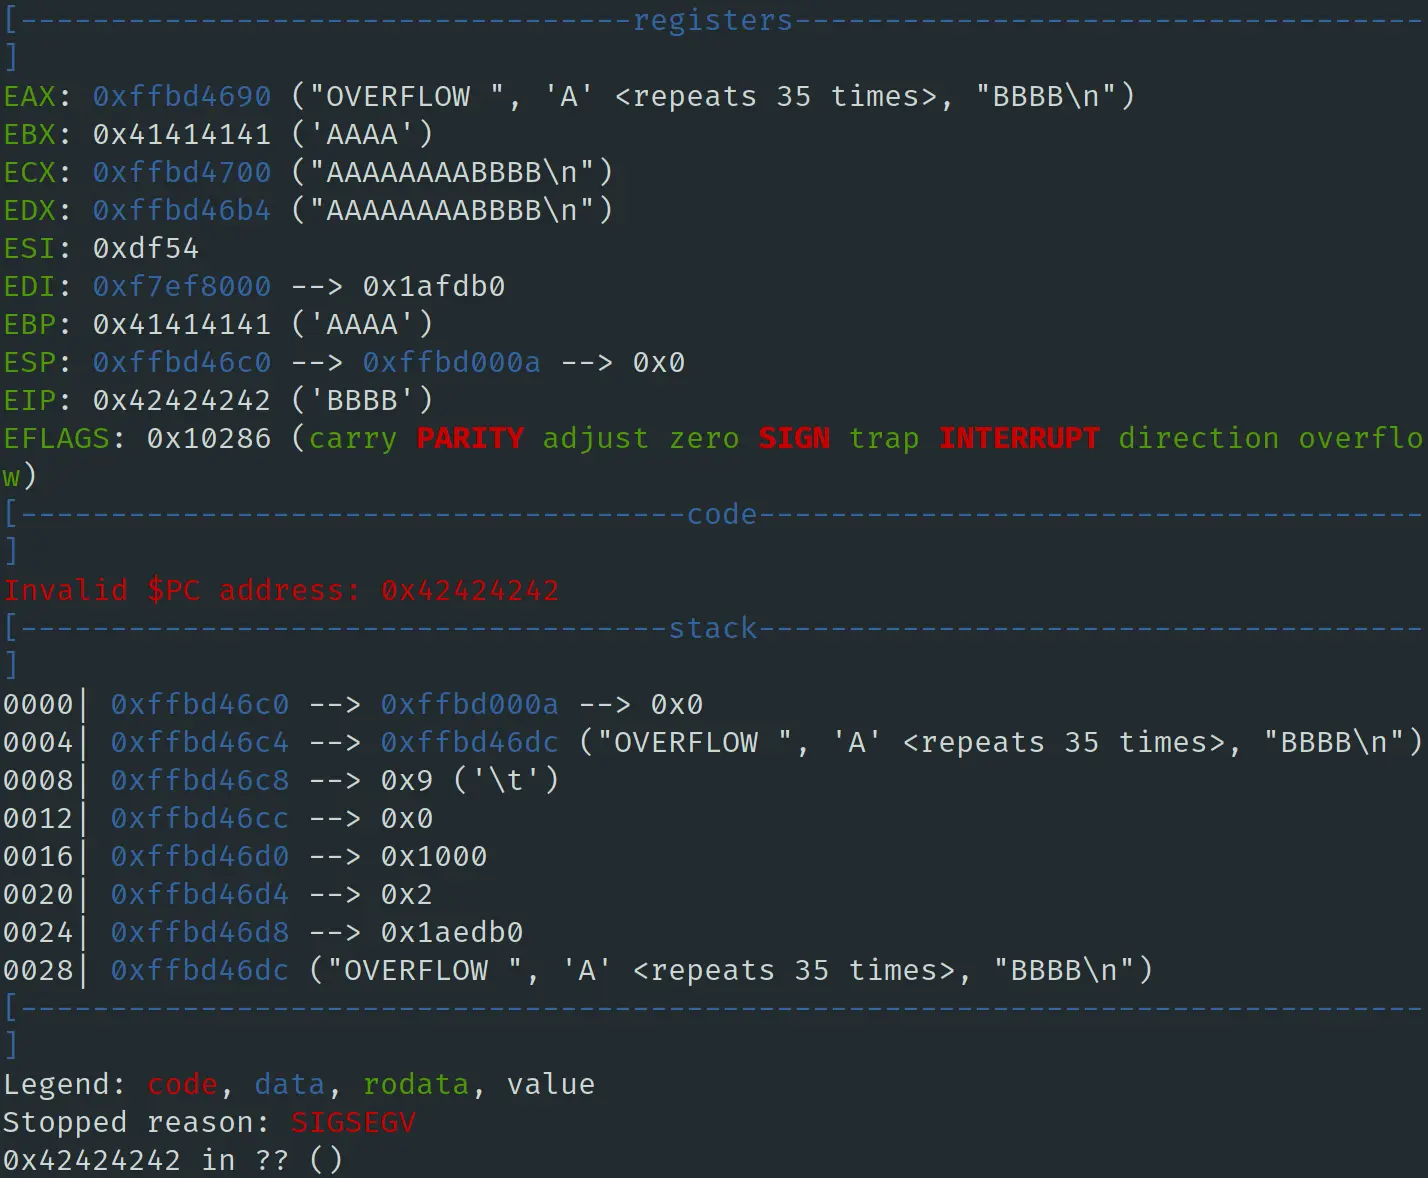 [----------------------------------registers-----------------------------------
]
EAX: 0xffbd4690 ("OVERFLOW ", 'A' <repeats 35 times>, "BBBB\n")
EBX: 0x41414141 ('AAAA')
ECX: 0xffbd4700 ("AAAAAAAABBBB\n")
EDX: 0xffbd46b4 ("AAAAAAAABBBB\n")
ESI: 0xdf54
EDI: 0xf7ef8000 --> 0x1afdb0
EBP: 0x41414141 ('AAAA')
ESP: 0xffbd46c0 --> 0xffbd000a --> 0x0
EIP: 0x42424242 ('BBBB')
EFLAGS: 0x10286 (carry PARITY adjust zero SIGN trap INTERRUPT direction overflo
w)
[-------------------------------------code-------------------------------------
]
Invalid $PC address: 0x42424242
[------------------------------------stack-------------------------------------
]
0000| 0xffbd46c0 --> 0xffbd000a --> 0x0
0004| 0xffbd46c4 --> 0xffbd46dc ("OVERFLOW ", 'A' <repeats 35 times>, "BBBB\n")
0008| 0xffbd46c8 --> 0x9 ('\t')
0012| 0xffbd46cc --> 0x0
0016| 0xffbd46d0 --> 0x1000
0020| 0xffbd46d4 --> 0x2
0024| 0xffbd46d8 --> 0x1aedb0
0028| 0xffbd46dc ("OVERFLOW ", 'A' <repeats 35 times>, "BBBB\n")
[------------------------------------------------------------------------------
]
Legend: code, data, rodata, value
Stopped reason: SIGSEGV
0x42424242 in ?? ()